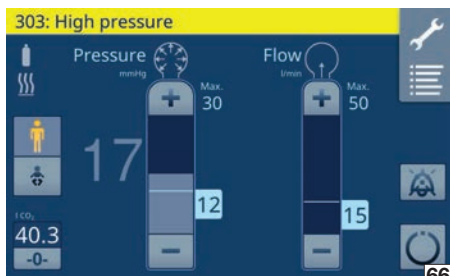 303: High pressure
Pressure
mmHg
Flow
l/min
Max.
30
Max.
50
17
12
15
I CO₂
40.3
-0-
66